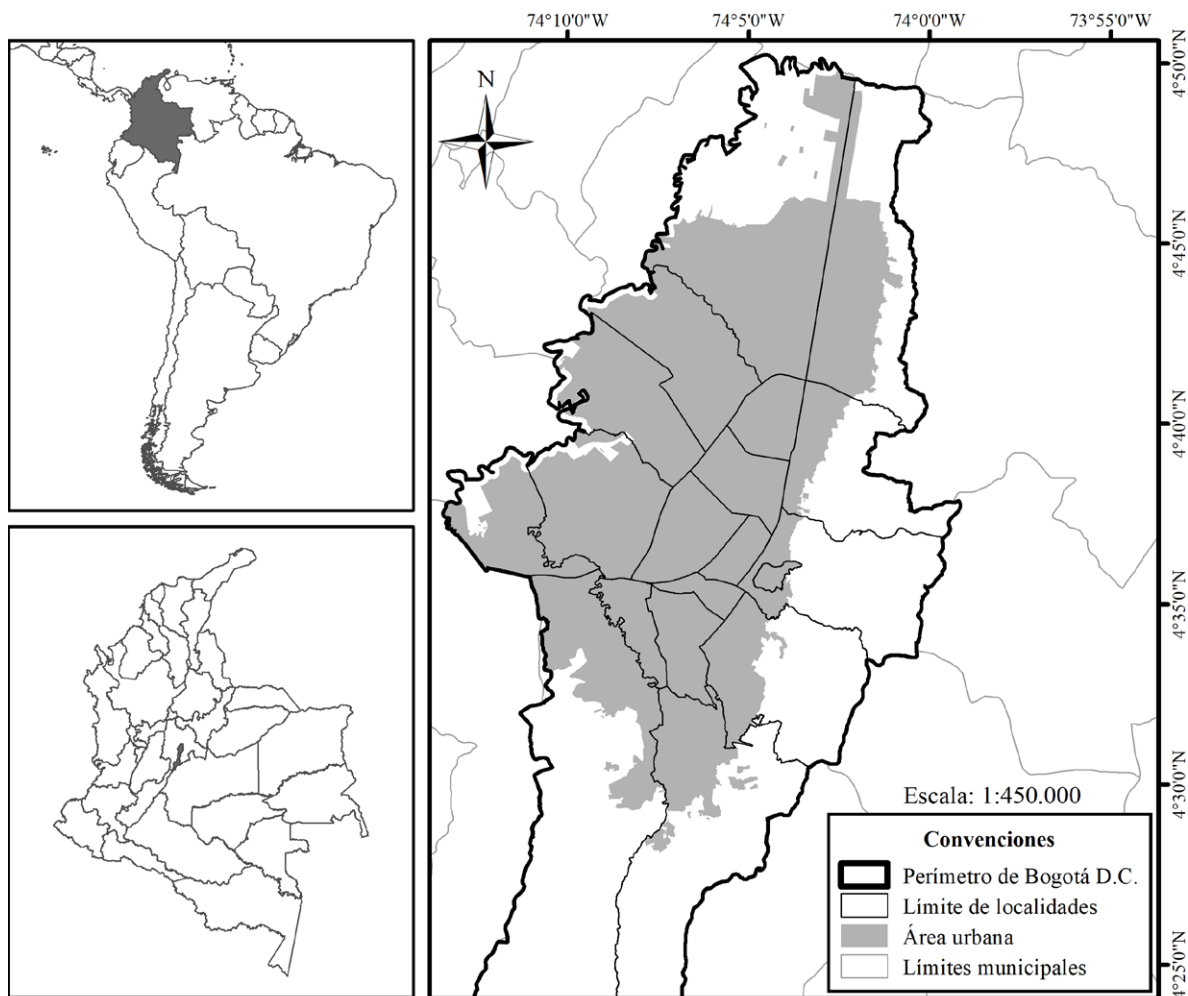 74°10'0"W
74°50'0"W
74°00'0"W
73°55'0"W
N
4°50'0"N
4°45'0"N
4°40'0"N
4°35'0"N
4°30'0"N
4°25'0"N
Escala: 1:450.000
Convenciones
Perímetro de Bogotá D.C.
Límite de localidades
Área urbana
Límites municipales